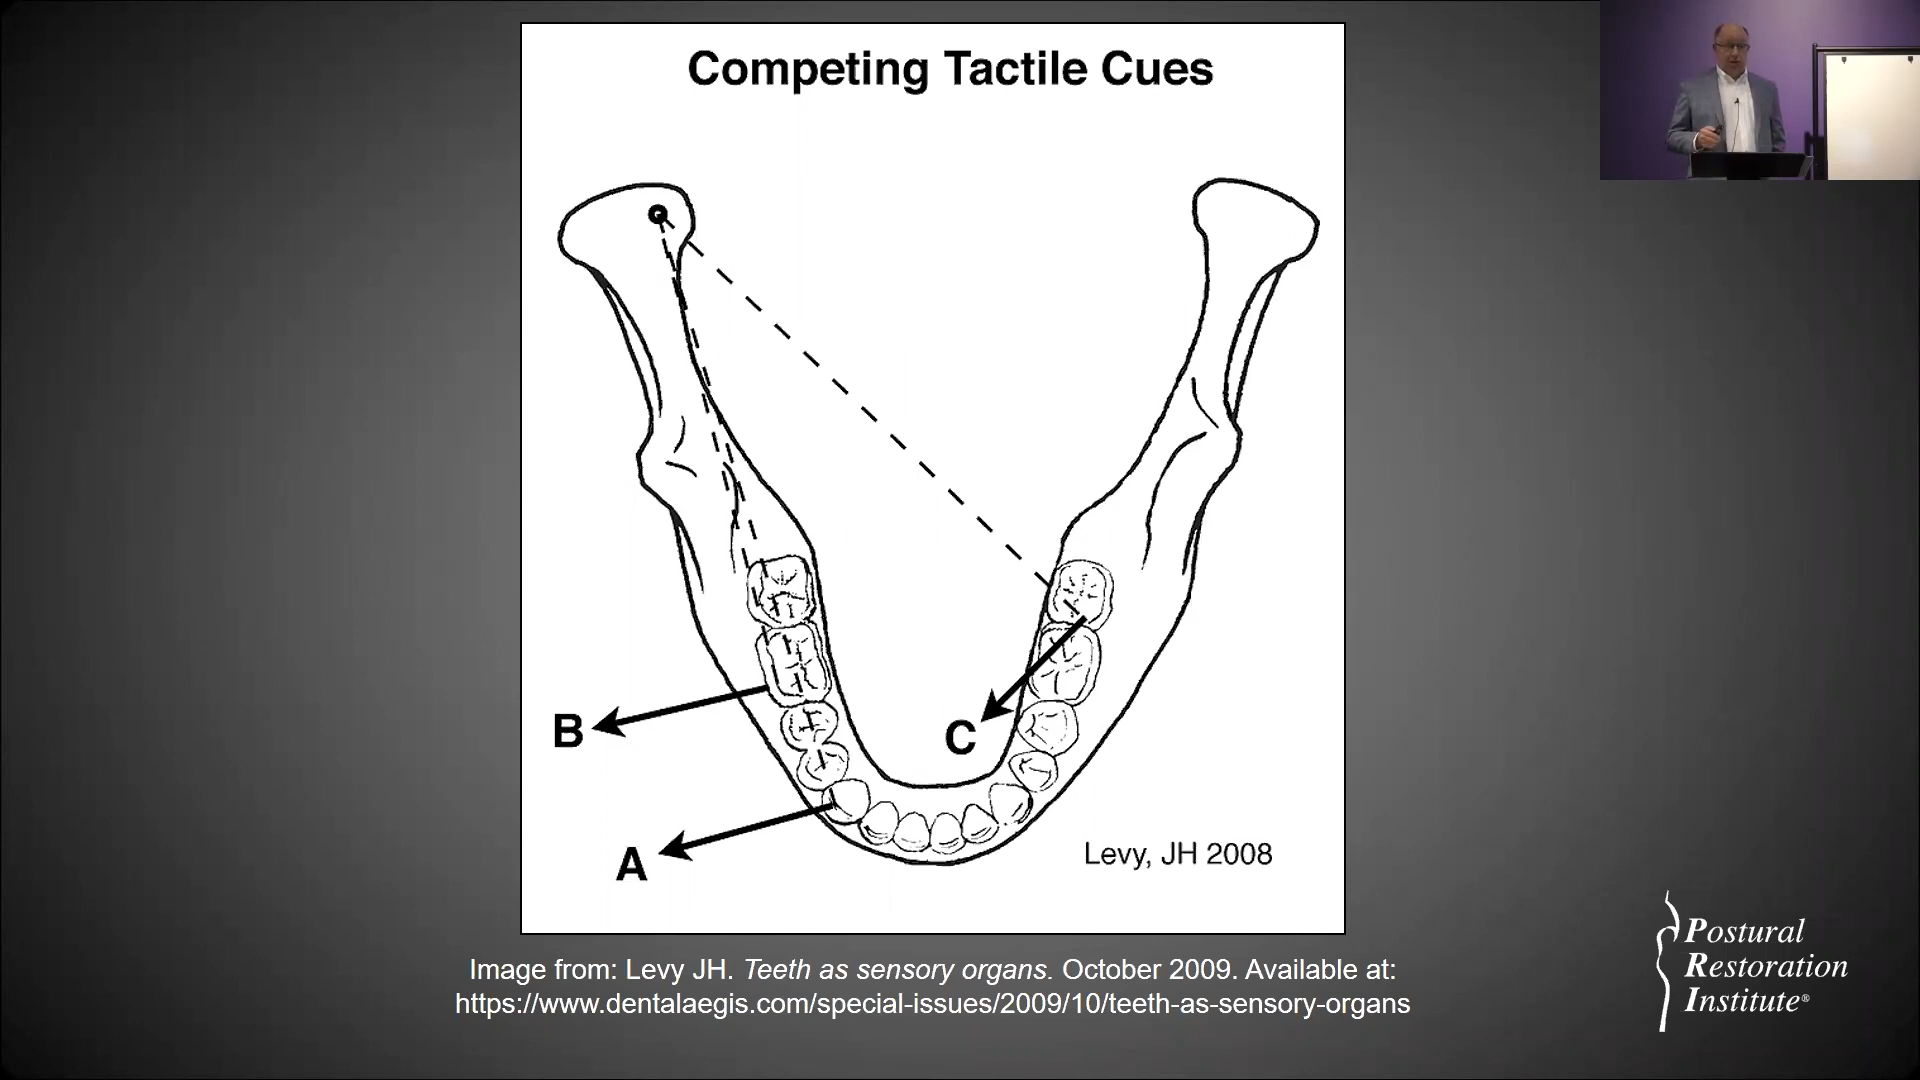 Competing Tactile Cues
B
C
A
Levy, JH 2008
Image from: Levy JH. Teeth as sensory organs. October 2009. Available at:
https://www.dentalaegis.com/special-issues/2009/10/teeth-as-sensory-organs
Postural
Restoration
Institute®